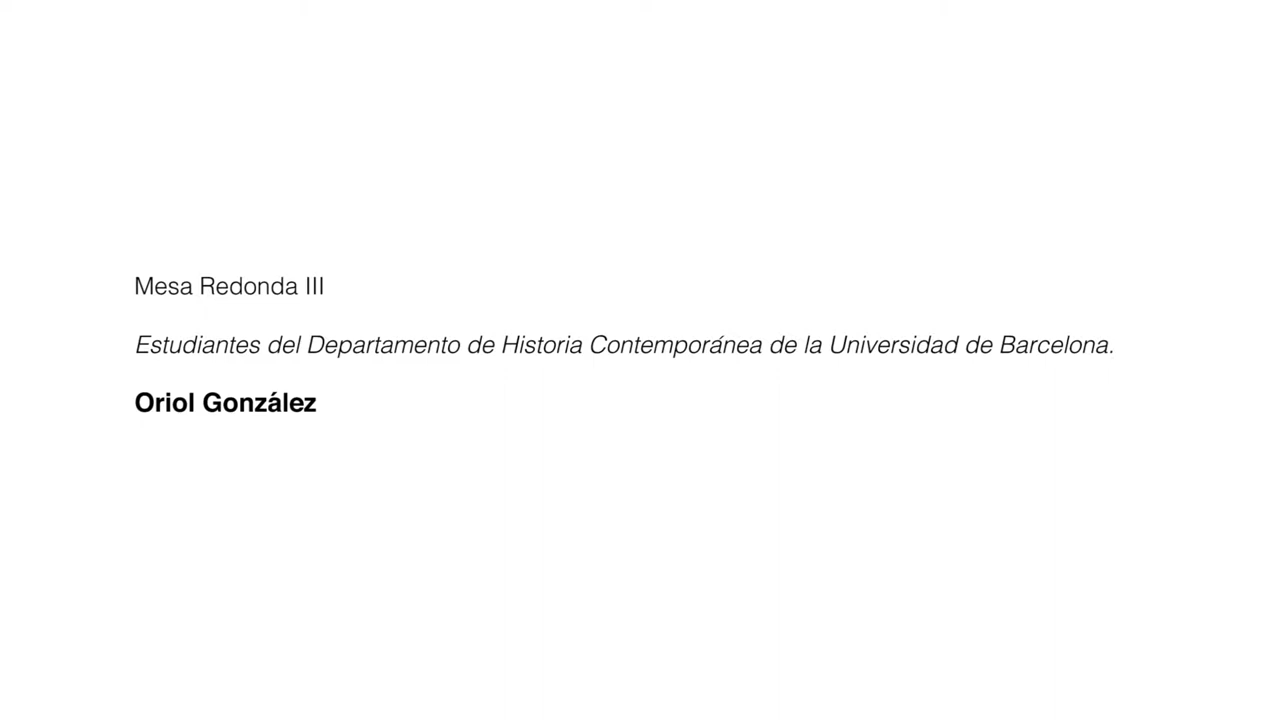 Mesa Redonda III
Estudiantes del Departamento de Historia Contemporánea de la Universidad de Barcelona.
Oriol González